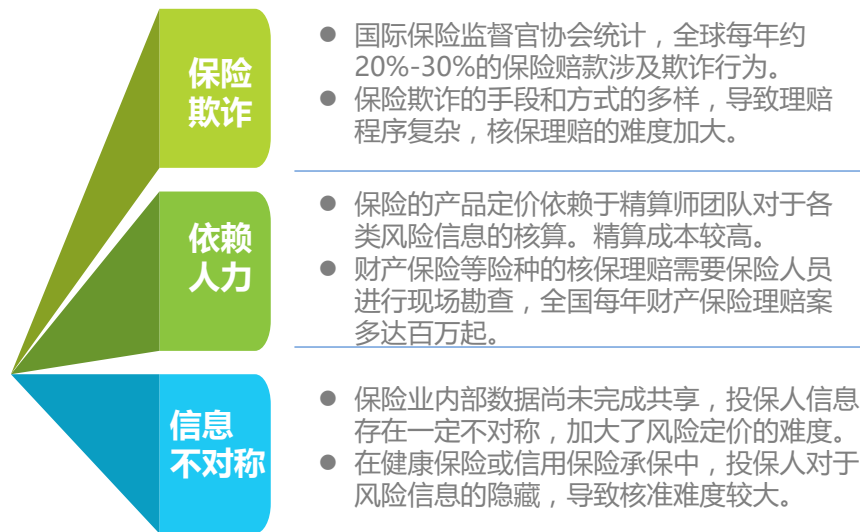 保险
欺诈
● 国际保险监督官协会统计，全球每年约
20%-30%的保险赔款涉及欺诈行为。
● 保险欺诈的手段和方式的多样，导致理赔
程序复杂，核保理赔的难度加大。
依赖
人力
● 保险的产品定价依赖于精算师团队对于各
类风险信息的核算。精算成本较高。
● 财产保险等险种的核保理赔需要保险人员
进行现场勘查，全国每年财产保险理赔案
多达百万起。
信息
不对称
● 保险业内部数据尚未完成共享，投保人信息
存在一定不对称，加大了风险定价的难度。
● 在健康保险或信用保险承保中，投保人对于
风险信息的隐藏，导致核准难度较大。